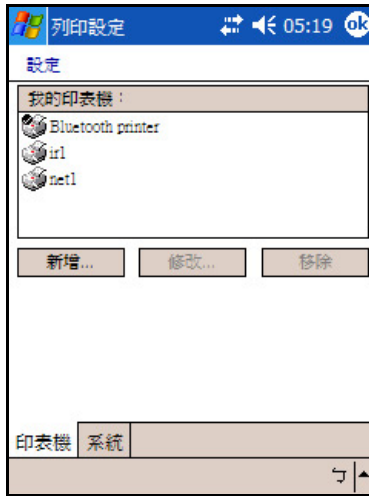 列印設定 05:19 ok
設定
我的印表機：
Bluetooth printer
ir1
net1
新增... 修改... 移除
印表機 系統
ㄅ